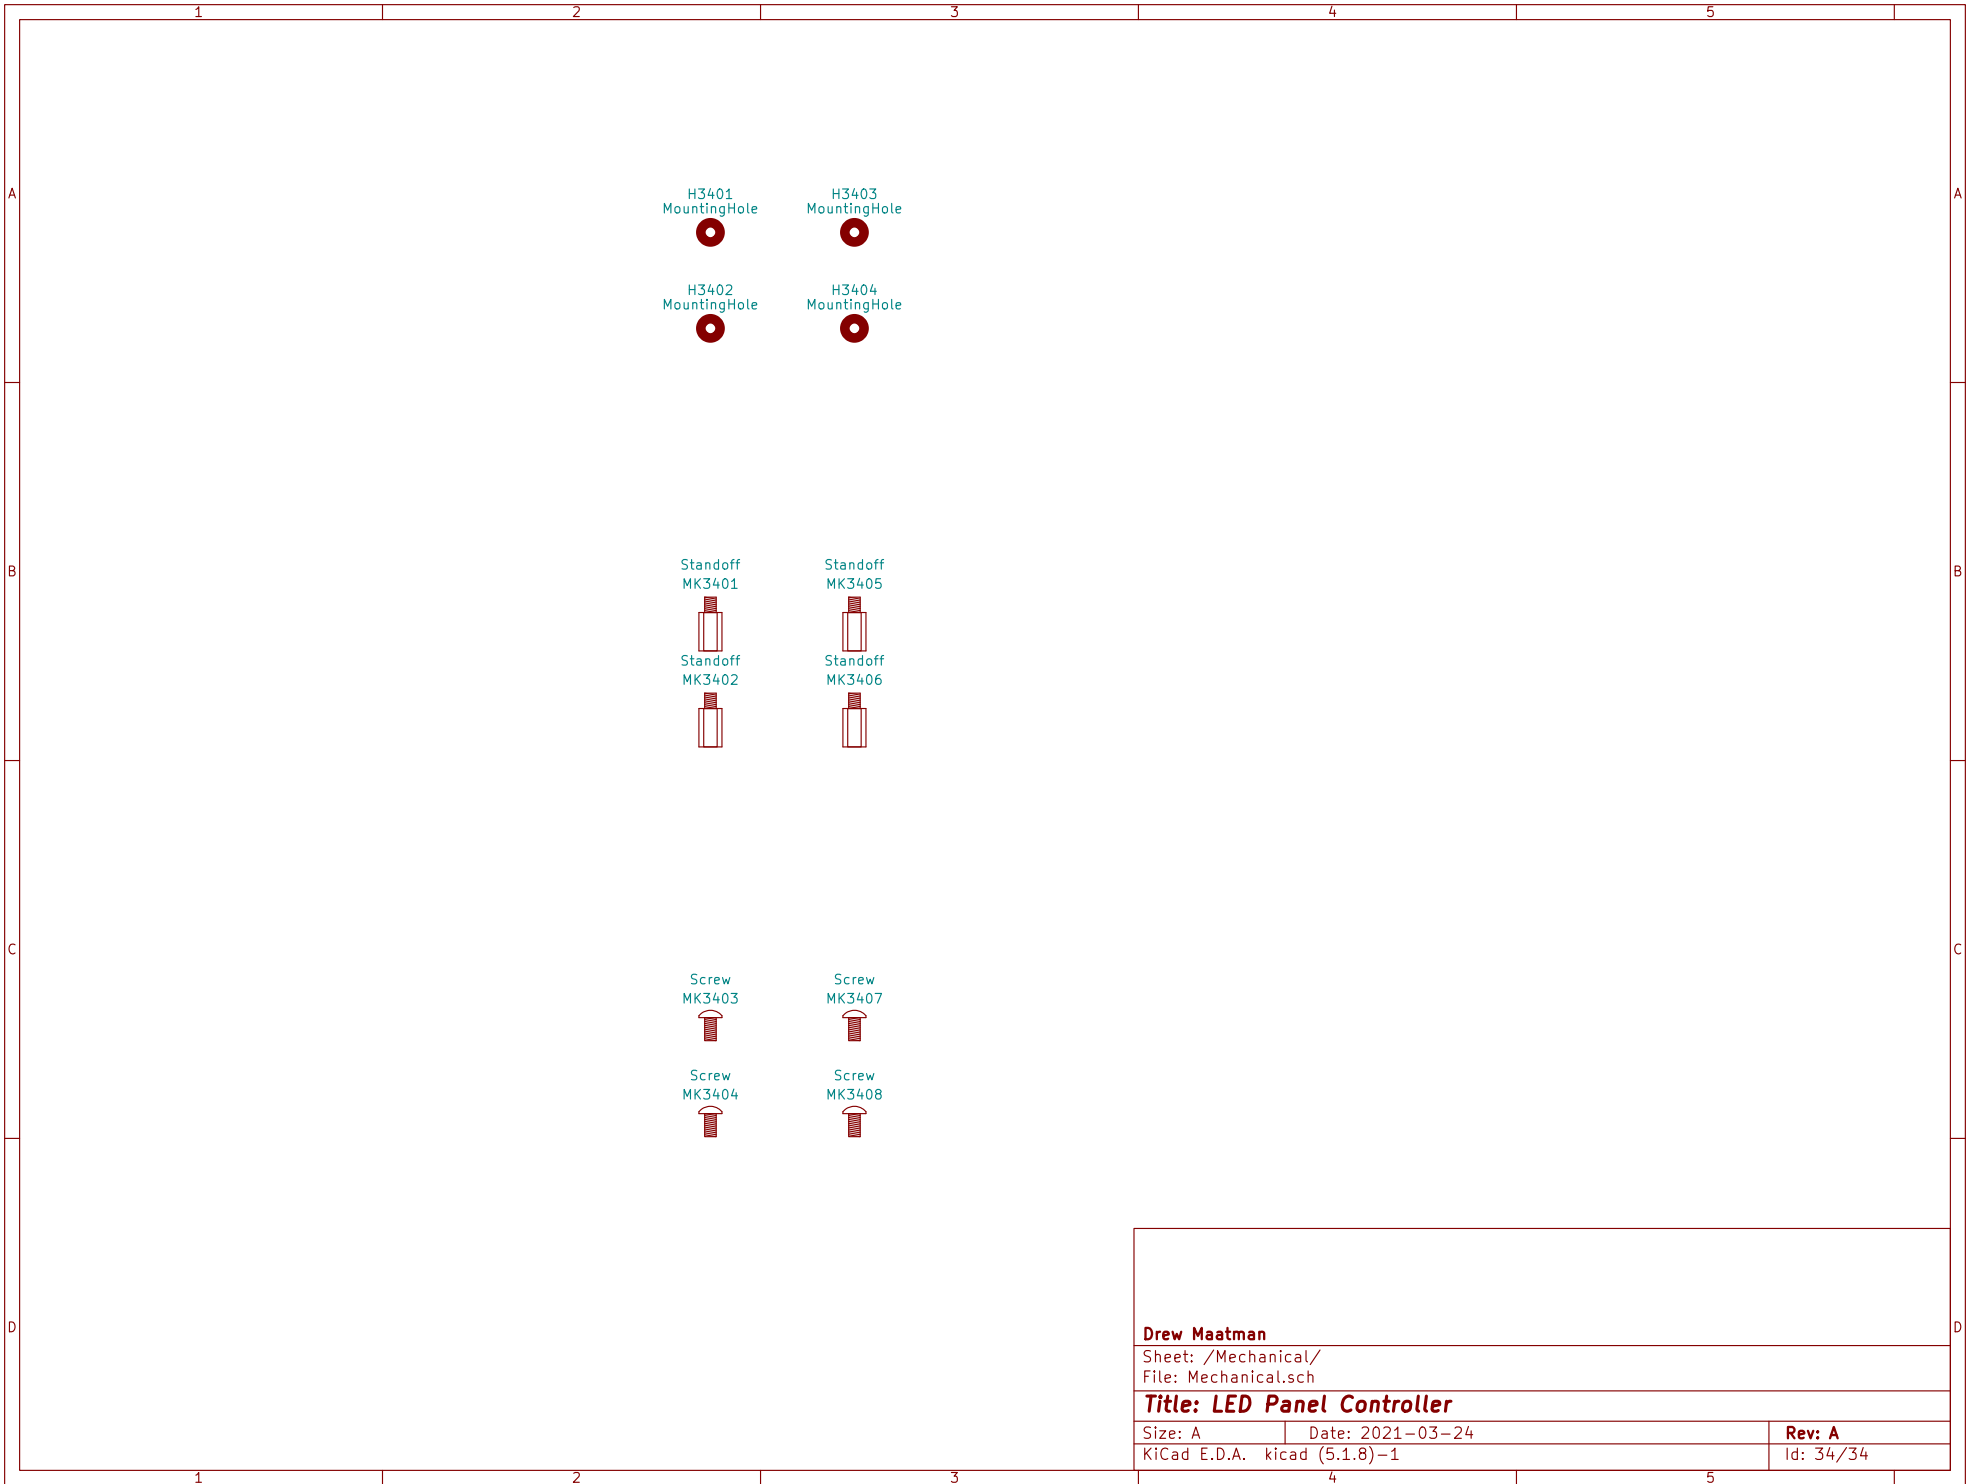 1 2 3 4 5
A A
H3401 H3403
MountingHole MountingHole
H3402 H3404
MountingHole MountingHole
B B
Standoff Standoff
MK3401 MK3405
Standoff Standoff
MK3402 MK3406
C C
Screw Screw
MK3403 MK3407
Screw Screw
MK3404 MK3408
D D
Drew Maatman
Sheet: /Mechanical/
File: Mechanical.sch
Title: LED Panel Controller
Size: A Date: 2021-03-24 Rev: A
KiCad E.D.A. kicad (5.1.8)-1 Id: 34/34
1 2 3 4 5